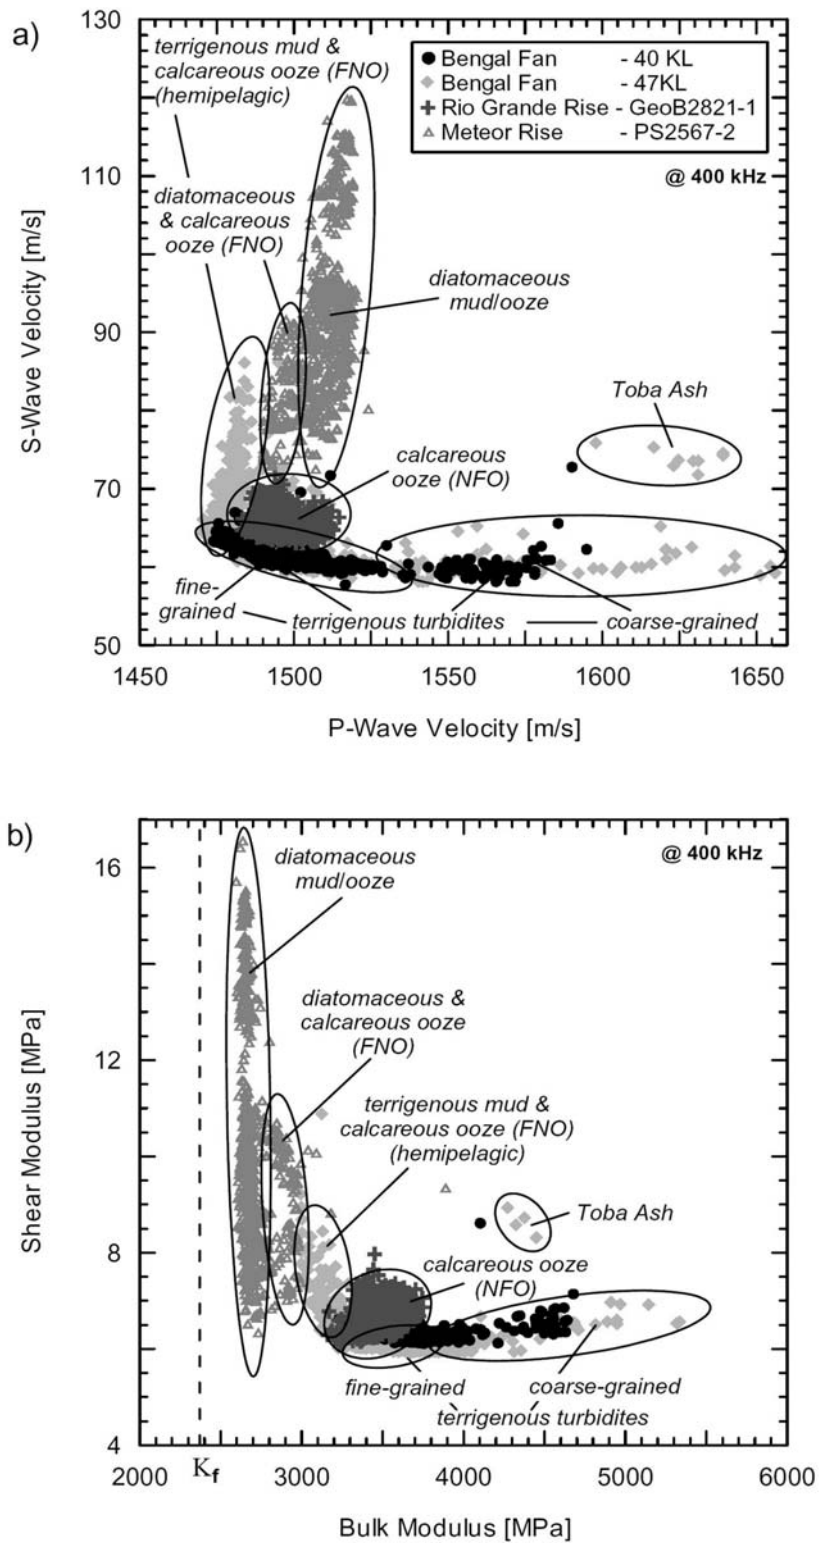 a)
130
110
90
70
50
S-Wave Velocity [m/s]
terrigenous mud &
calcareous ooze (FNO)
(hemipelagic)
Bengal Fan - 40 KL
Bengal Fan - 47KL
Rio Grande Rise - GeoB2821-1
Meteor Rise - PS2567-2
@ 400 kHz
diatomaceous
& calcareous
ooze (FNO)
diatomaceous
mud/ooze
Toba Ash
calcareous
ooze (NFO)
fine-
grained
terrigenous turbidites
coarse-grained
1450 1500 1550 1600 1650
P-Wave Velocity [m/s]
b)
16
12
8
4
Shear Modulus [MPa]
@ 400 kHz
diatomaceous
mud/ooze
diatomaceous &
calcareous ooze
(FNO)
terrigenous mud &
calcareous ooze (FNO)
(hemipelagic)
Toba Ash
calcareous ooze
(NFO)
fine-grained
coarse-grained
terrigenous turbidites
2000 Kf 3000 4000 5000 6000
Bulk Modulus [MPa]